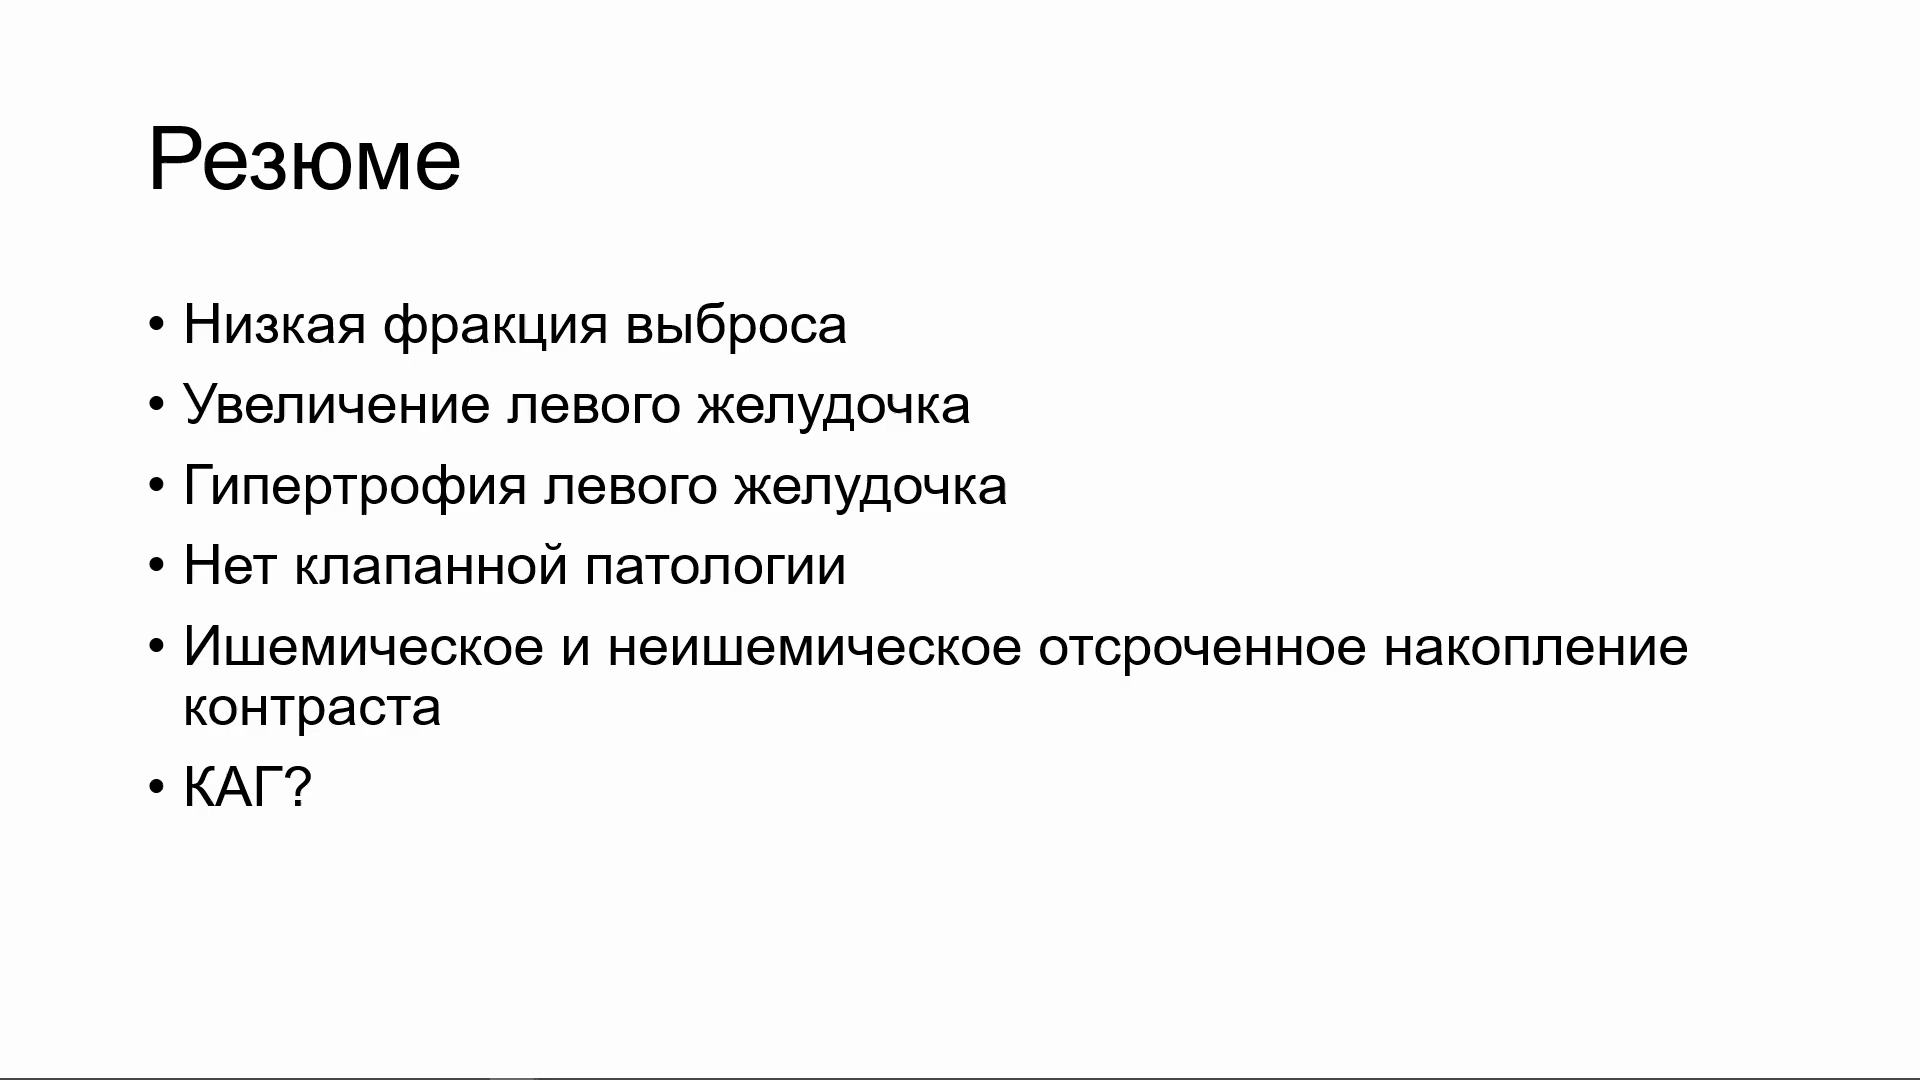 Резюме
• Низкая фракция выброса
• Увеличение левого желудочка
• Гипертрофия левого желудочка
• Нет клапанной патологии
• Ишемическое и неишемическое отсроченное накопление
контраста
• КАГ?